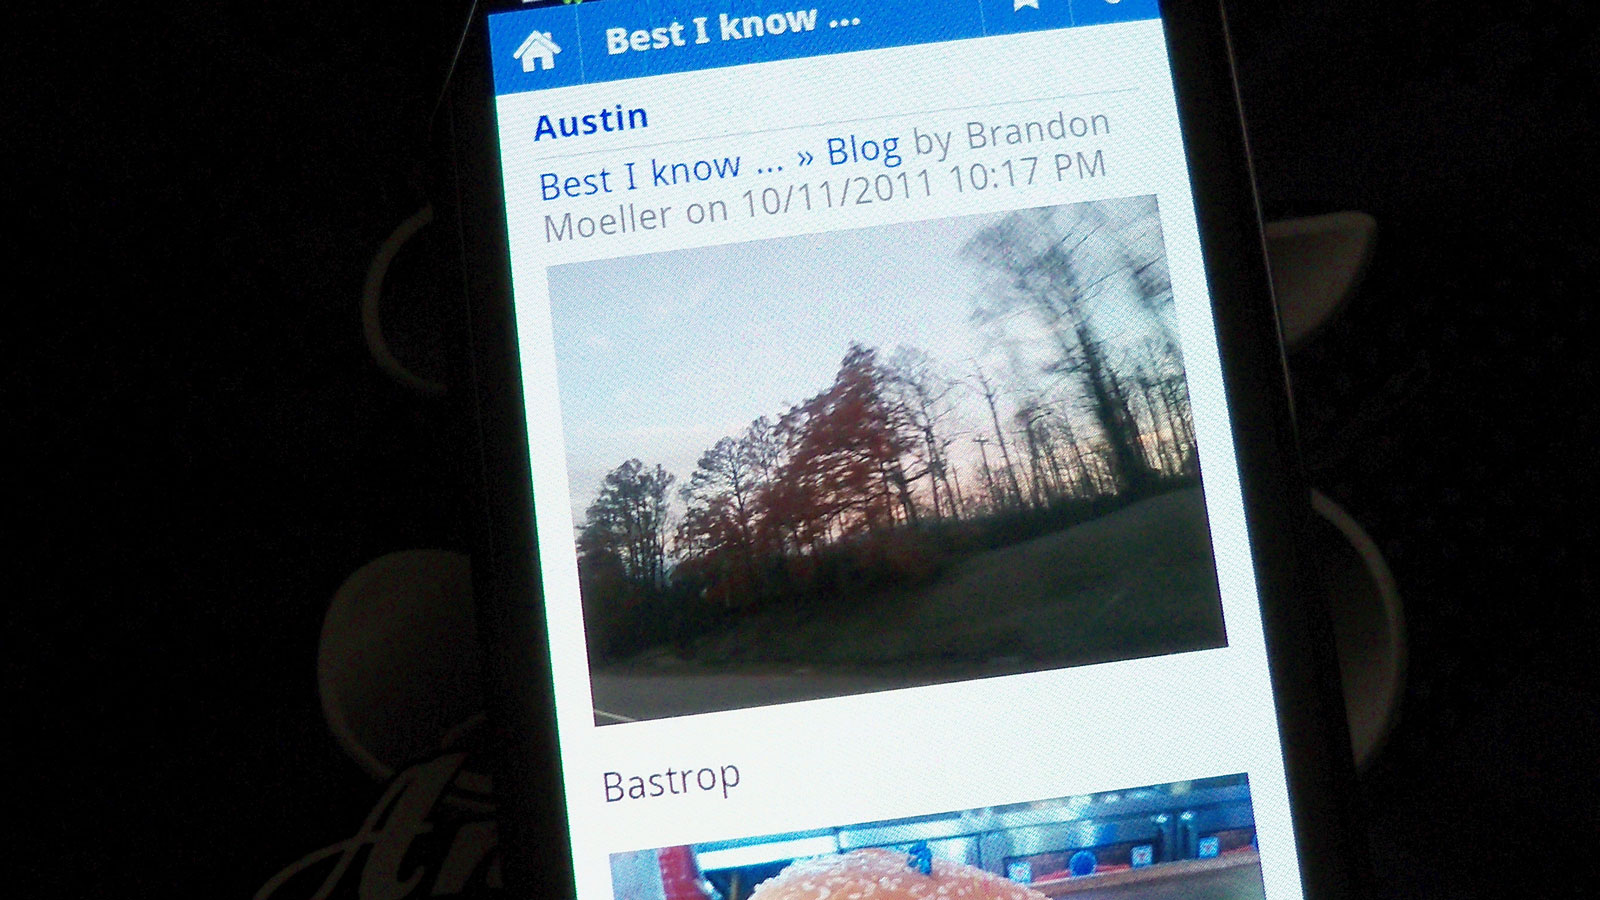 Best I know ...
Austin
Best I know ... » Blog by Brandon
Moeller on 10/11/2011 10:17 PM
Bastrop